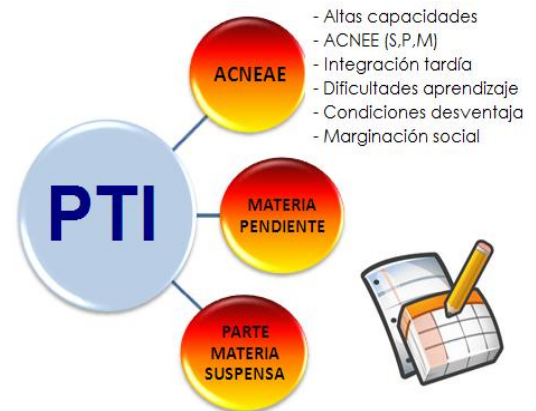 PTI
ACNEAE
- Altas capacidades
- ACNEE (S,P,M)
- Integración tardía
- Dificultades aprendizaje
- Condiciones desventaja
- Marginación social
MATERIA
PENDIENTE
PARTE
MATERIA
SUSPENSA